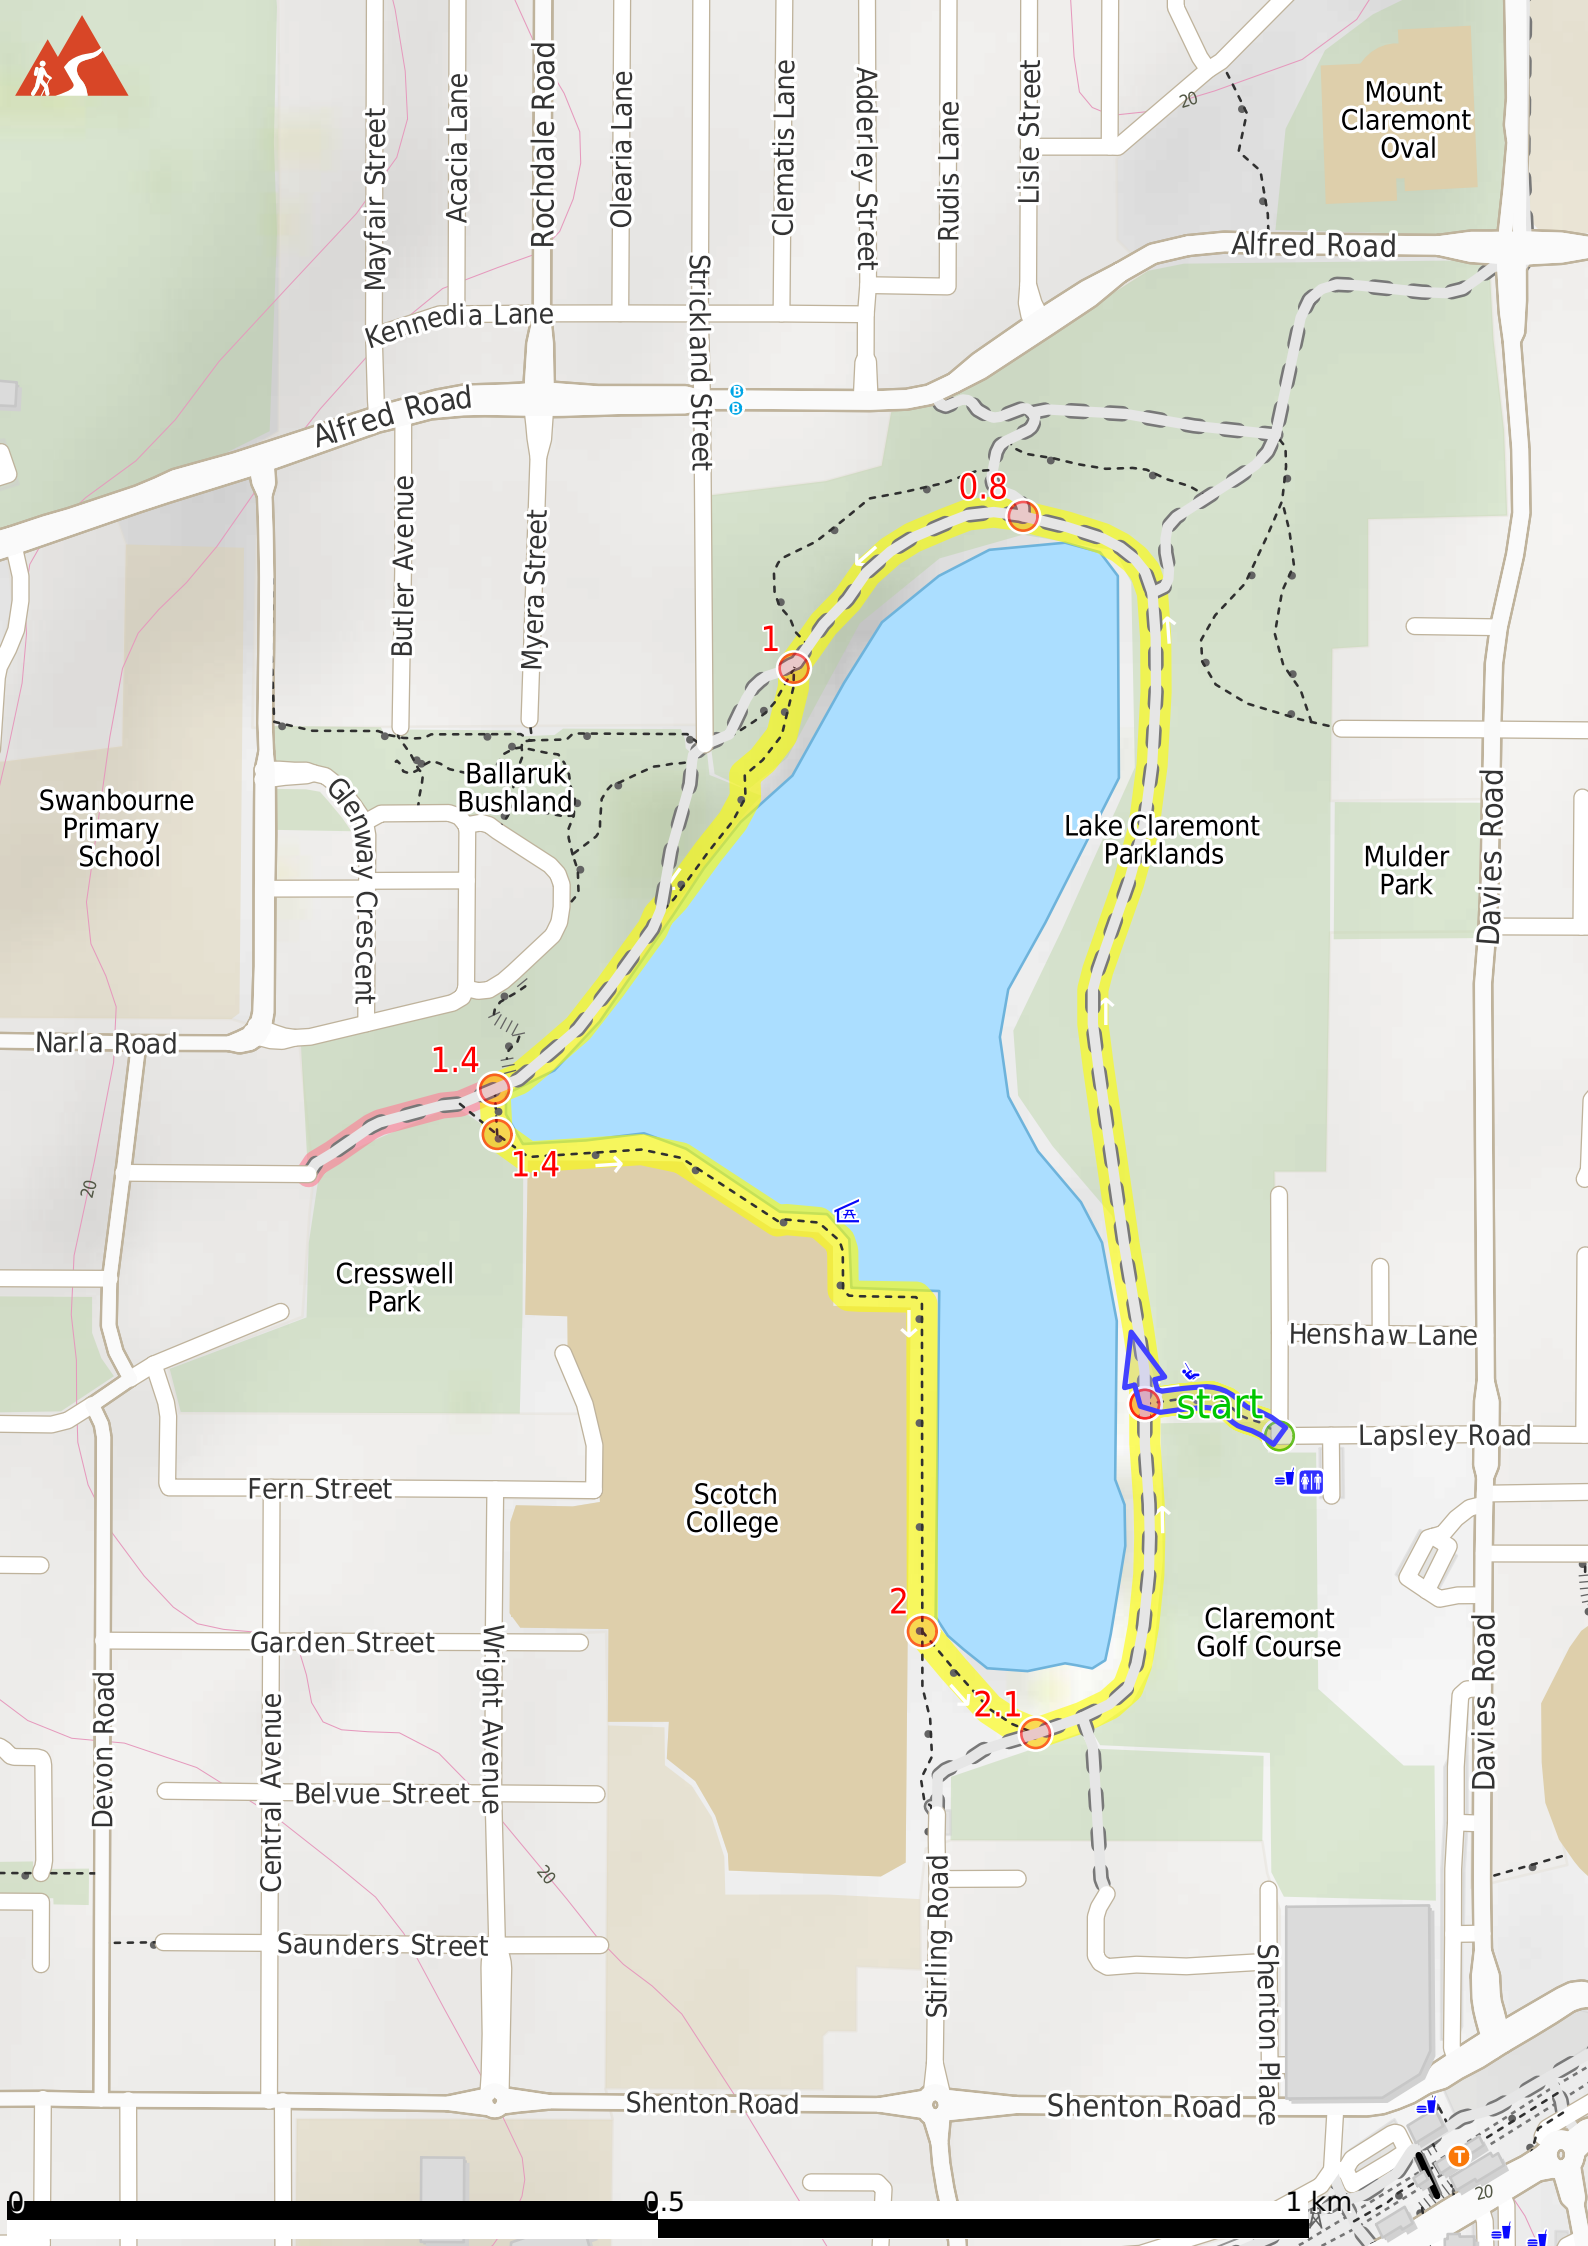 Mayfair Street
Acacia Lane
Rochdale Road
Olearia Lane
Clematis Lane
Adderley Street
Rudis Lane
Lisle Street
20
Mount
Claremont
Oval
Alfred Road
Kennedia Lane
Strickland Street
Alfred Road
B
B
Butler Avenue
Myera Street
0.8
1
Swanbourne
Primary
School
Glenway Crescent
Ballaruk
Bushland
Lake Claremont
Parklands
Mulder
Park
Davies Road
Narla Road
1.4
1.4
20
Cresswell
Park
Henshaw Lane
start
Lapsley Road
Fern Street
Scotch
College
2
Claremont
Golf Course
Garden Street
Wright Avenue
Devon Road
Central Avenue
2.1
Davies Road
Belvue Street
20
Stirling Road
Saunders Street
Shenton Place
Shenton Road
Shenton Road
T
20
0
0.5
1 km